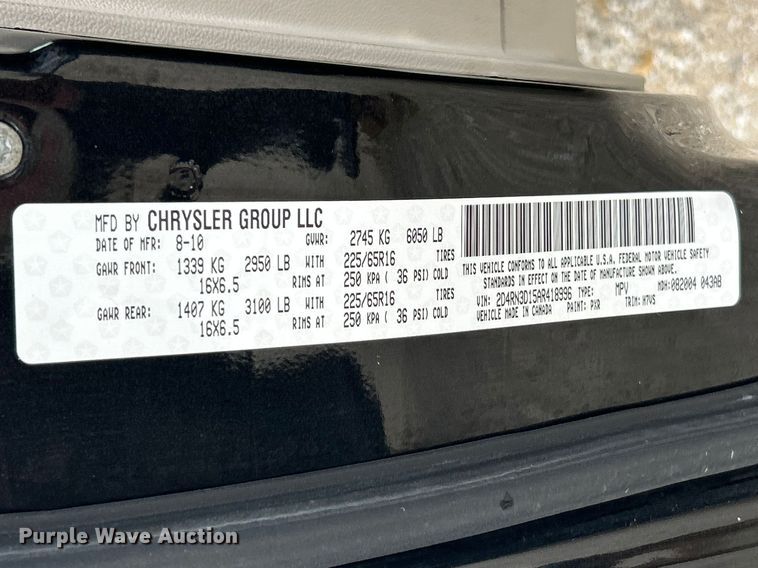 MFD BY CHRYSLER GROUP LLC
DATE OF MFR: 8-10 GVWR: 2745 KG 6050 LB
GAWR FRONT: 1339 KG 2950 LB WITH 225/65R16 TIRES
16X6.5 RIMS AT 250 KPA ( 36 PSI) COLD
GAWR REAR: 1407 KG 3100 LB WITH 225/65R16 TIRES
16X6.5 RIMS AT 250 KPA ( 36 PSI) COLD
THIS VEHICLE CONFORMS TO ALL APPLICABLE U.S.A. FEDERAL MOTOR VEHICLE SAFETY
STANDARDS IN EFFECT ON THE DATE OF MANUFACTURE SHOWN ABOVE.
VIN: 2D4RN3D15AR418996 TYPE: MPV MDH: 082004 043AB
VEHICLE MADE IN CANADA PAINT: PXR TRIM: H7VS
Purple Wave Auction